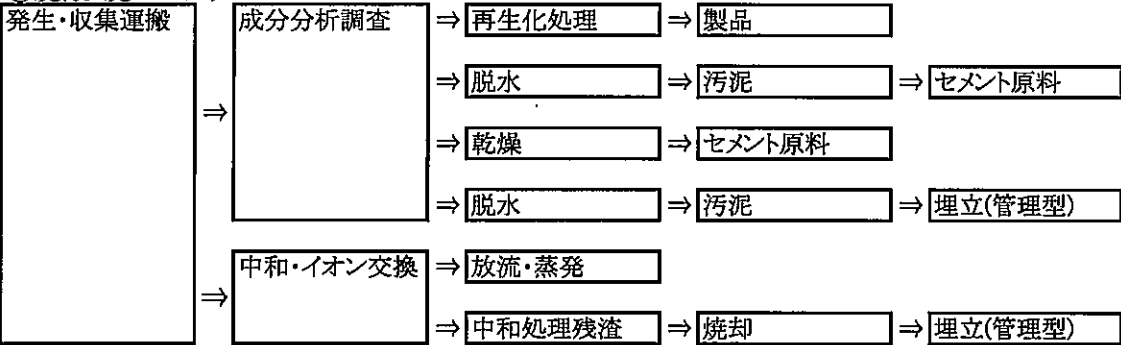 発生・収集運搬
成分分析調査
⇒再生化処理
⇒製品
⇒脱水
⇒汚泥
⇒セメント原料
⇒
⇒乾燥
⇒セメント原料
⇒脱水
⇒汚泥
⇒埋立(管理型)
中和・イオン交換
⇒放流・蒸発
⇒
⇒中和処理残渣
⇒焼却
⇒埋立(管理型)